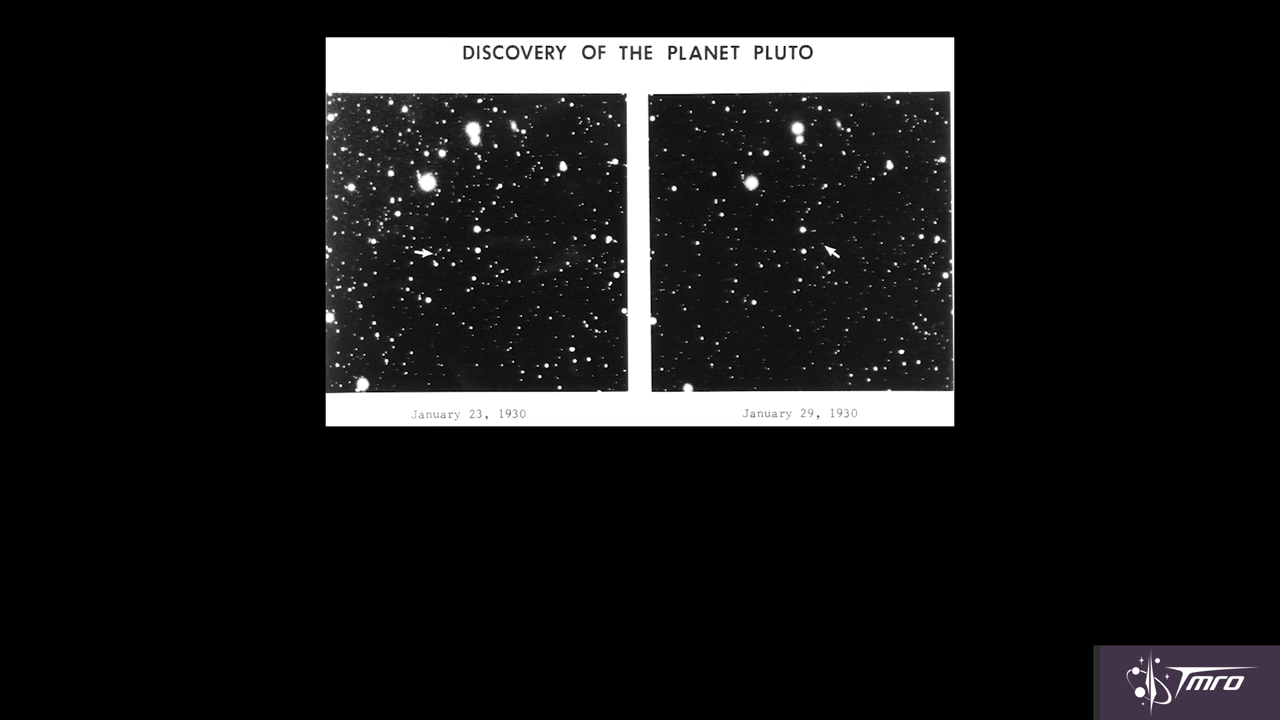 DISCOVERY OF THE PLANET PLUTO
January 23, 1930
January 29, 1930
Tmro